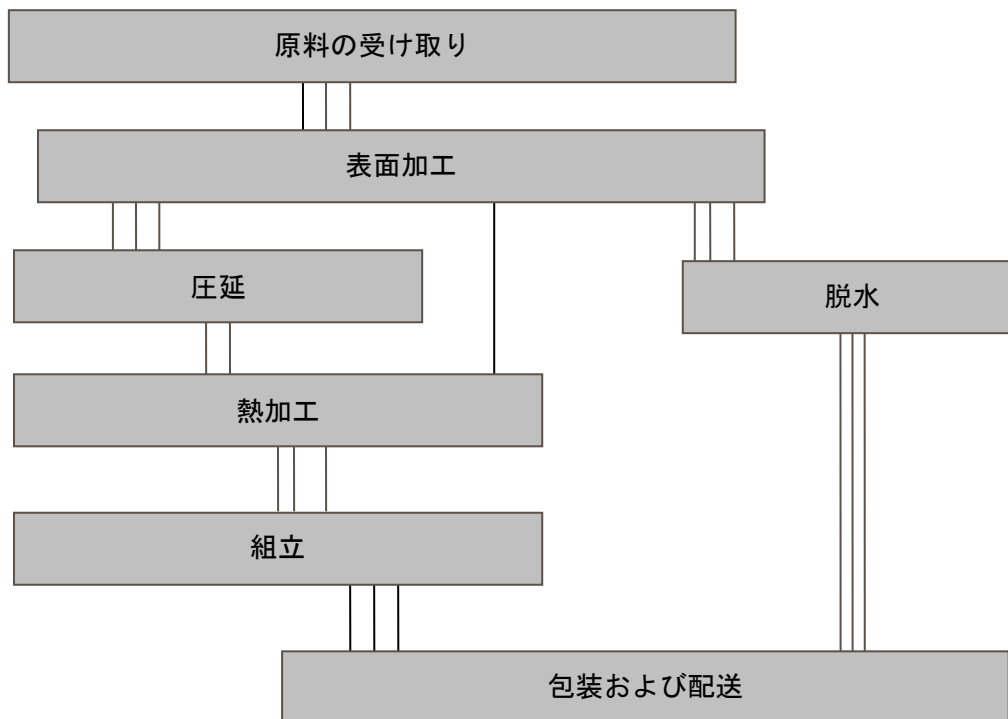 原料の受け取り
表面加工
圧延
脱水
熱加工
組立
包装および配送